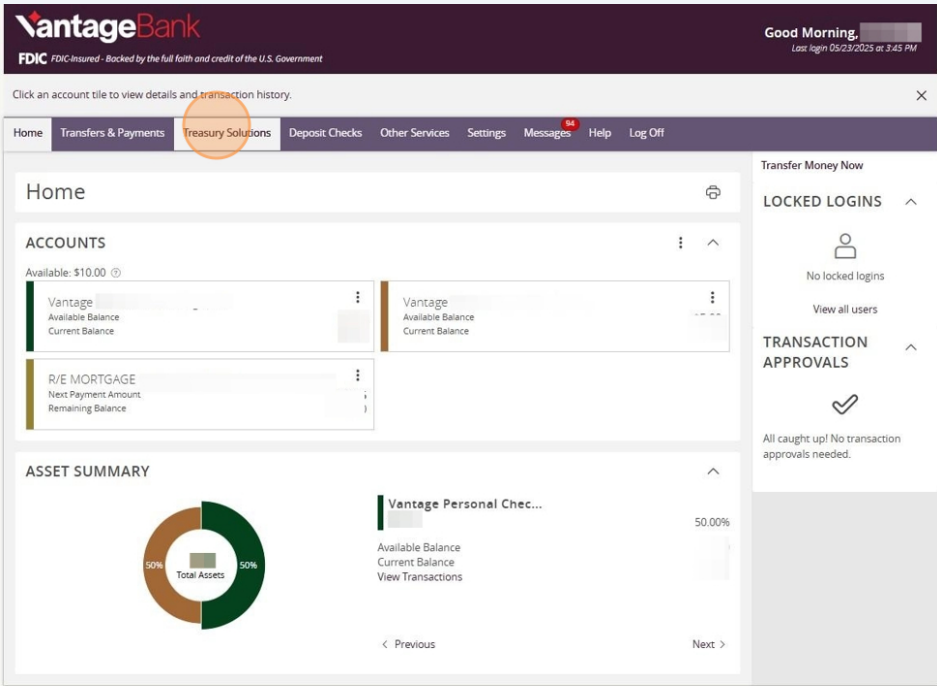 VantageBank
FDIC FDIC-Insured - Backed by the full faith and credit of the U.S. Government
Good Morning,
Last login 05/23/2025 at 3:45 PM
Click an account tile to view details and transaction history.
Home Transfers & Payments Treasury Solutions Deposit Checks Other Services Settings Messages 94 Help Log Off
Home
ACCOUNTS
Available: $10.00
Vantage
Available Balance
Current Balance
Vantage
Available Balance
Current Balance
R/E MORTGAGE
Next Payment Amount
Remaining Balance
ASSET SUMMARY
50%
Total Assets
50%
Vantage Personal Chec...
50.00%
Available Balance
Current Balance
View Transactions
< Previous
Next >
Transfer Money Now
LOCKED LOGINS
No locked logins
View all users
TRANSACTION
APPROVALS
All caught up! No transaction
approvals needed.